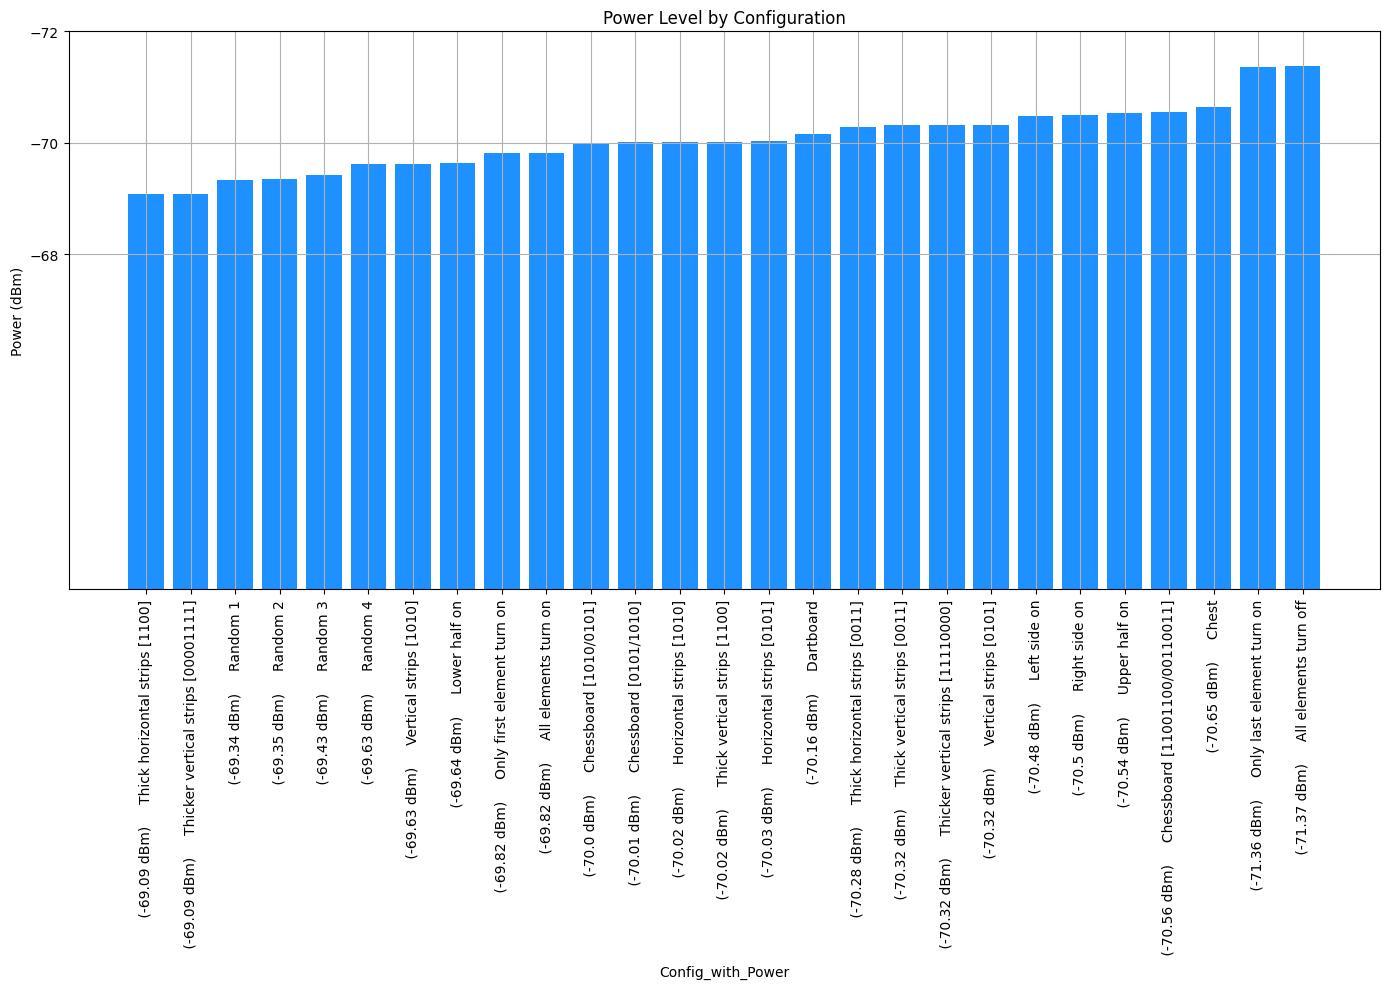 Power Level by Configuration
−72
−70
−68
Power (dBm)
(-69.09 dBm) Thick horizontal strips [1100]
(-69.09 dBm) Thicker vertical strips [00001111]
(-69.34 dBm) Random 1
(-69.35 dBm) Random 2
(-69.43 dBm) Random 3
(-69.63 dBm) Random 4
(-69.63 dBm) Vertical strips [1010]
(-69.64 dBm) Lower half on
(-69.82 dBm) Only first element turn on
(-69.82 dBm) All elements turn on
(-70.0 dBm) Chessboard [1010/0101]
(-70.01 dBm) Chessboard [0101/1010]
(-70.02 dBm) Horizontal strips [1010]
(-70.02 dBm) Thick vertical strips [1100]
(-70.03 dBm) Horizontal strips [0101]
(-70.16 dBm) Dartboard
(-70.28 dBm) Thick horizontal strips [0011]
(-70.32 dBm) Thick vertical strips [0011]
(-70.32 dBm) Thicker vertical strips [11110000]
(-70.32 dBm) Vertical strips [0101]
(-70.48 dBm) Left side on
(-70.5 dBm) Right side on
(-70.54 dBm) Upper half on
(-70.56 dBm) Chessboard [11001100/00110011]
(-70.65 dBm) Chest
(-71.36 dBm) Only last element turn on
(-71.37 dBm) All elements turn off
Config_with_Power